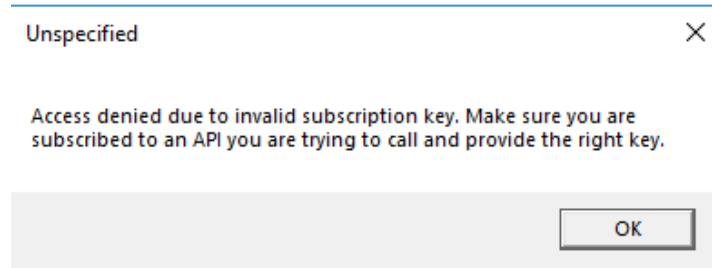 Unspecified
Access denied due to invalid subscription key. Make sure you are
subscribed to an API you are trying to call and provide the right key.
OK